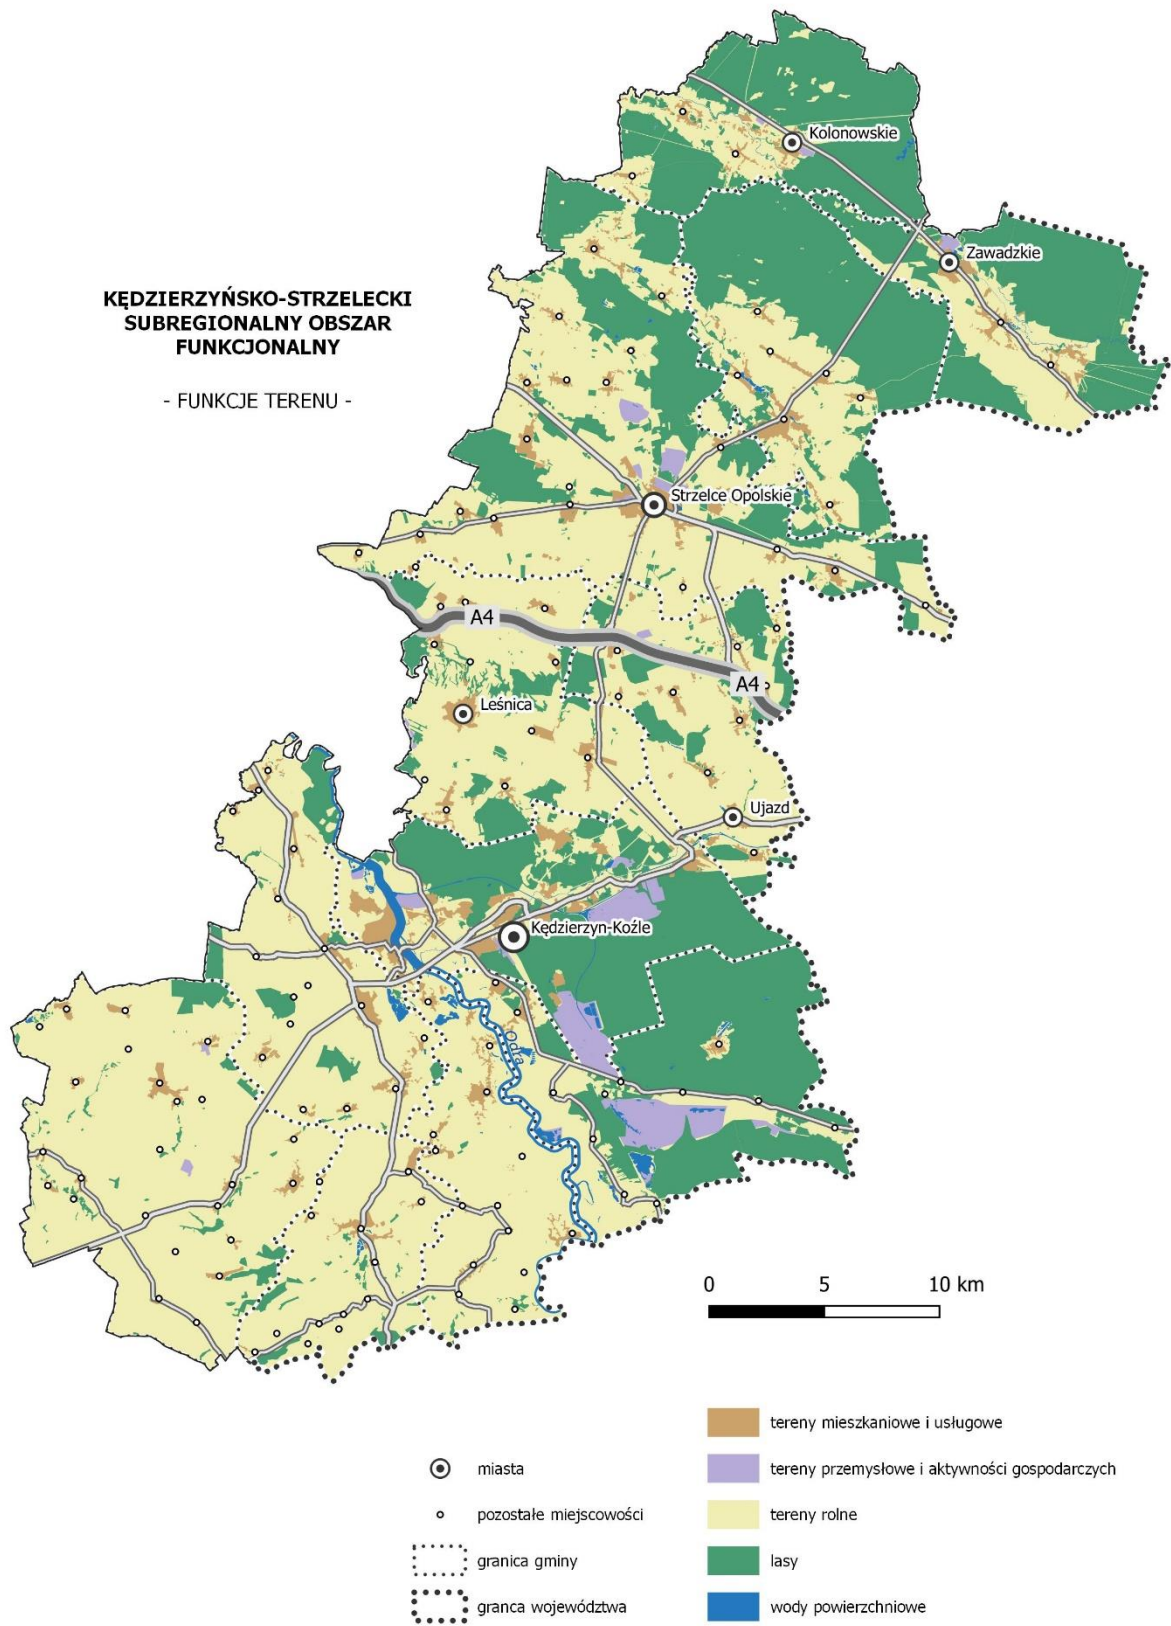 KĘDZIERZYŃSKO-STRZELECKI
SUBREGIONALNY OBSZAR
FUNKCJONALNY
- FUNKCJE TERENU -
Kolonowskie
Zawadzkie
Strzelce Opolskie
A4
A4
Leśnica
Ujazd
Kędzierzyn-Koźle
Odra
0 5 10 km
miasta
pozostałe miejscowości
granica gminy
granca województwa
tereny mieszkaniowe i usługowe
tereny przemysłowe i aktywności gospodarczych
tereny rolne
lasy
wody powierzchniowe